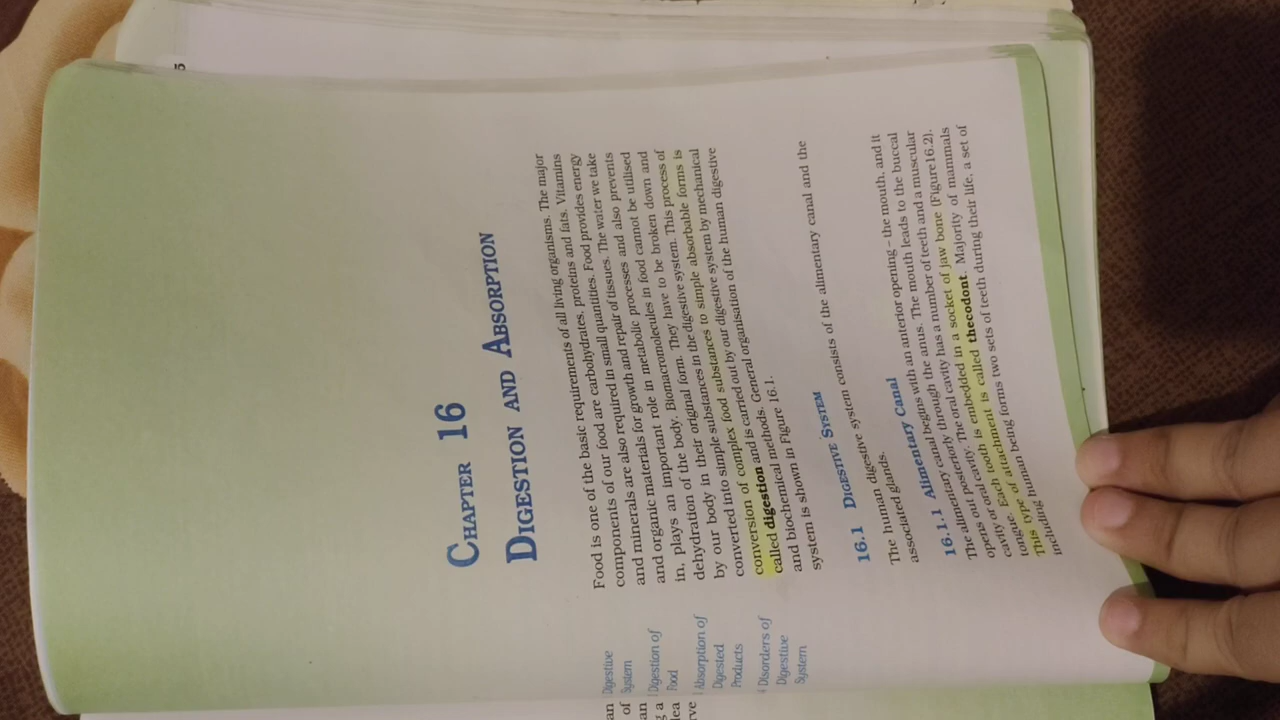 CHAPTER 16
DIGESTION AND ABSORPTION
Digestive
System
Digestion of
Food
Absorption of
Digested
Products
Disorders of
Digestive
System
Food is one of the basic requirements of all living organisms. The major
components of our food are carbohydrates, proteins and fats. Vitamins
and minerals are also required in small quantities. Food provides energy
and organic materials for growth and repair of tissues. The water we take
in, plays an important role in metabolic processes and also prevents
dehydration of the body. Biomacromolecules in food cannot be utilised
by our body in their original form. They have to be broken down and
converted into simple substances in the digestive system. This process of
conversion of complex food substances to simple absorbable forms is
called digestion and is carried out by our digestive system by mechanical
and biochemical methods. General organisation of the human digestive
system is shown in Figure 16.1.
16.1 DIGESTIVE SYSTEM
The human digestive system consists of the alimentary canal and the
associated glands.
16.1.1 Alimentary Canal
The alimentary canal begins with an anterior opening – the mouth, and it
opens out posteriorly through the anus. The mouth leads to the buccal
cavity or oral cavity. The oral cavity has a number of teeth and a muscular
tongue. Each tooth is embedded in a socket of jaw bone (Figure 16.2).
This type of attachment is called thecodont. Majority of mammals
including human being forms two sets of teeth during their life, a set of